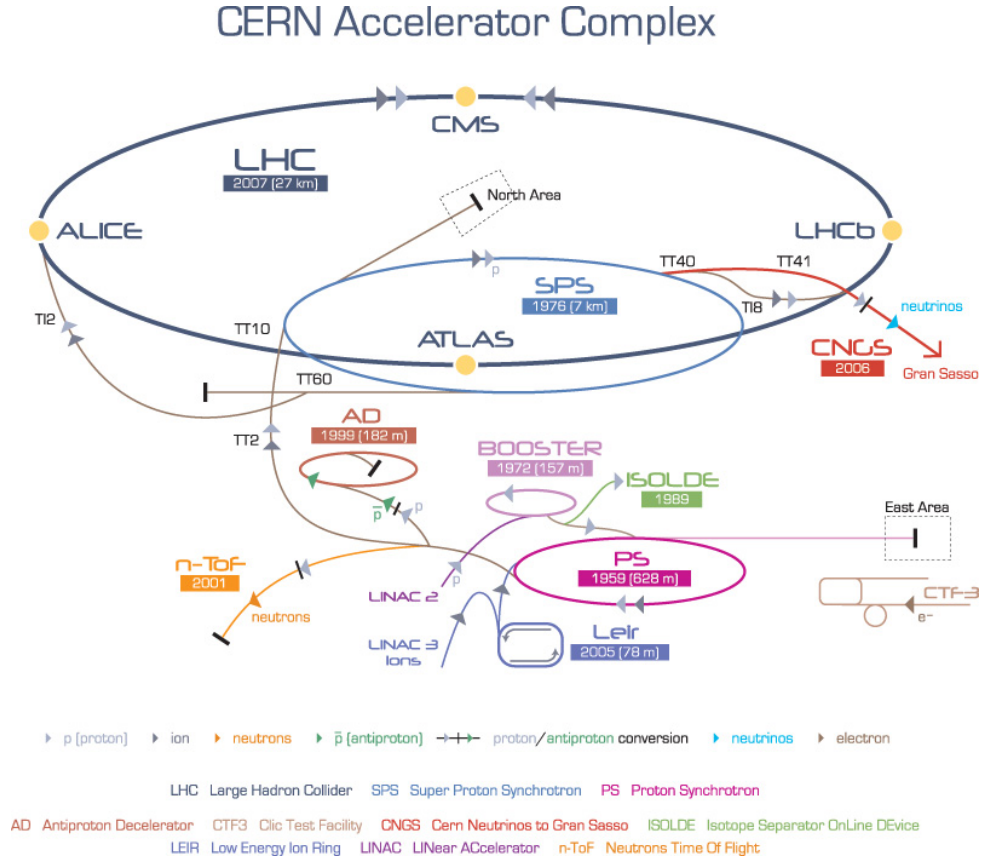 CERN Accelerator Complex
CMS
LHC
2007 (27 km)
North Area
ALICE
LHCb
TT40
TT41
p
SPS
1976 (7 km)
TI8
neutrinos
TI2
TT10
ATLAS
CNGS
2006
Gran Sasso
TT60
AD
1999 (182 m)
TT2
BOOSTER
1972 (157 m)
ISOLDE
1989
p̅
p
East Area
n-ToF
2001
LINAC 2
p
PS
1959 (628 m)
CTF3
e⁻
neutrons
LINAC 3
Ions
Leir
2005 (78 m)
p (proton) ion neutrons p̅ (antiproton) proton/antiproton conversion neutrinos electron
LHC Large Hadron Collider SPS Super Proton Synchrotron PS Proton Synchrotron
AD Antiproton Decelerator CTF3 Clic Test Facility CNGS Cern Neutrinos to Gran Sasso ISOLDE Isotope Separator OnLine DEvice
LEIR Low Energy Ion Ring LINAC LINear ACcelerator n-ToF Neutrons Time Of Flight